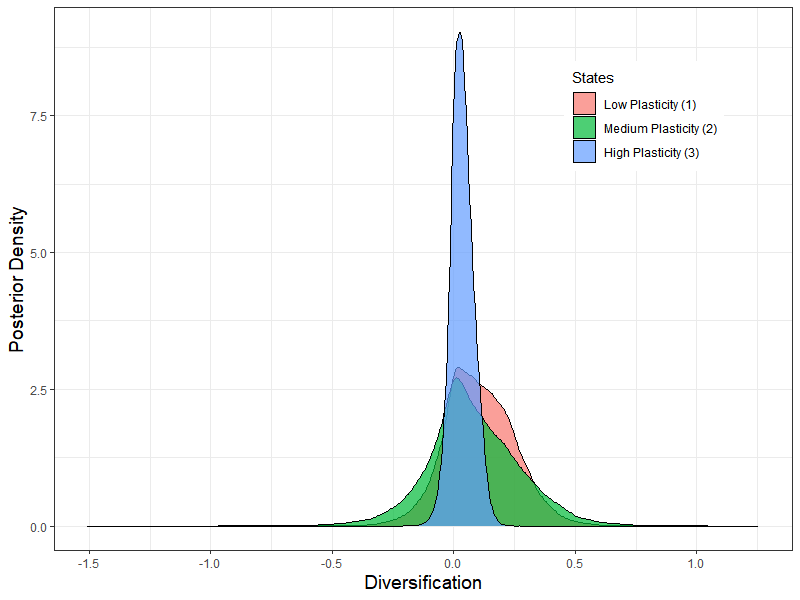 States
Low Plasticity (1)
Medium Plasticity (2)
High Plasticity (3)
Posterior Density
7.5
5.0
2.5
0.0
-1.5
-1.0
-0.5
0.0
0.5
1.0
Diversification